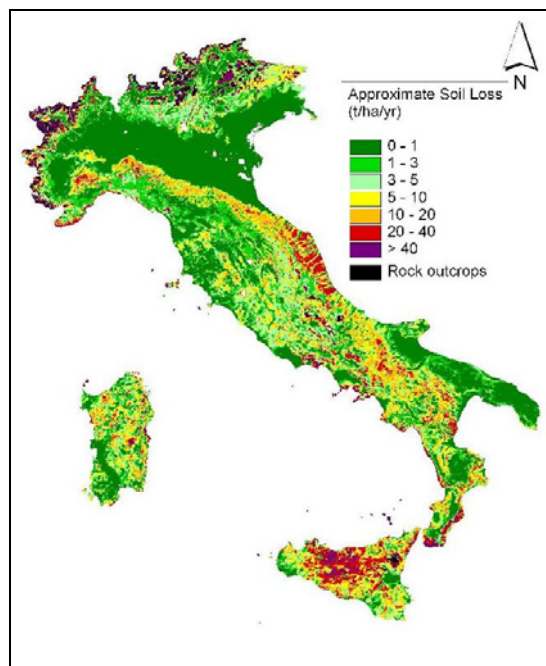 N
Approximate Soil Loss
(t/ha/yr)
0 - 1
1 - 3
3 - 5
5 - 10
10 - 20
20 - 40
> 40
Rock outcrops